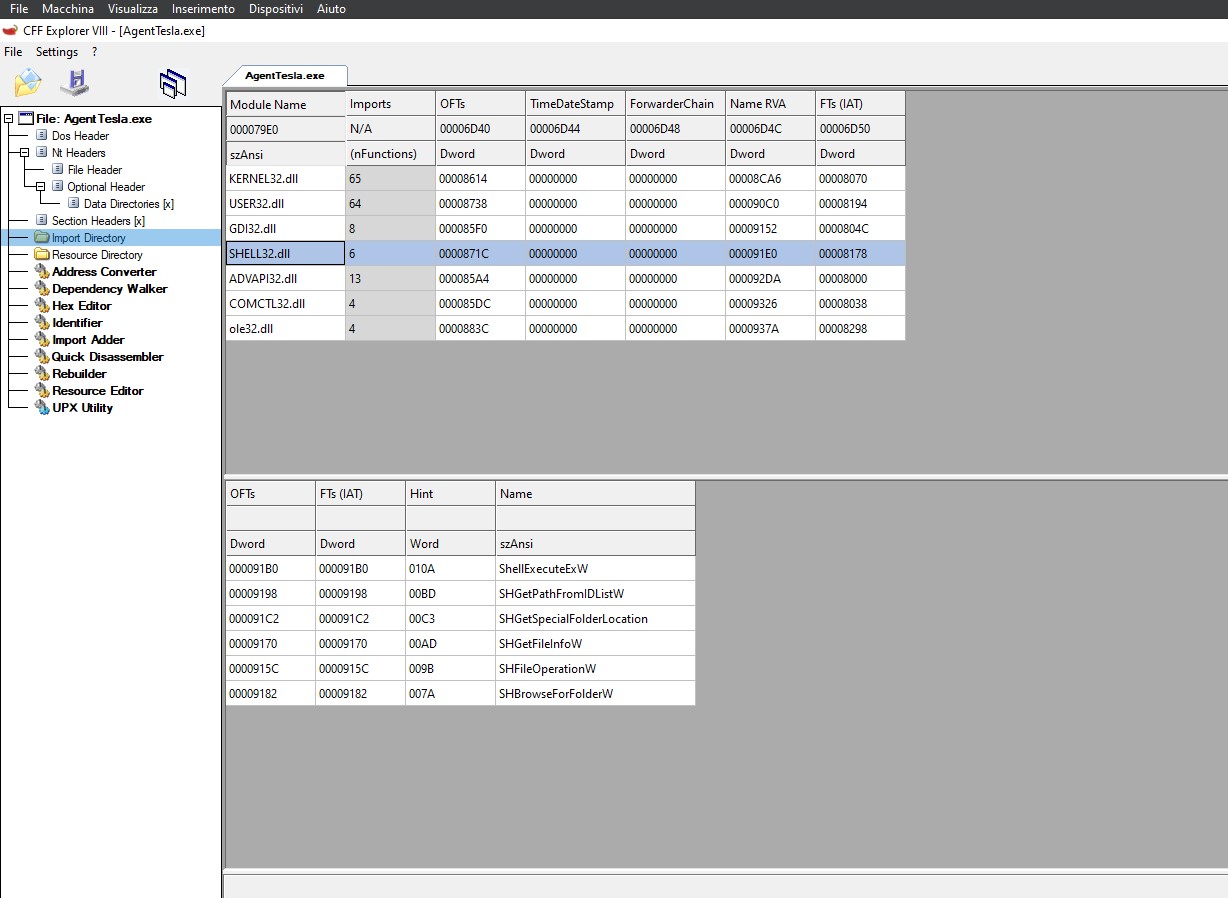 File Macchina Visualizza Inserimento Dispositivi Aiuto
CFF Explorer VIII - [AgentTesla.exe]
File Settings ?
AgentTesla.exe
File: AgentTesla.exe
Dos Header
Nt Headers
File Header
Optional Header
Data Directories [x]
Section Headers [x]
Import Directory
Resource Directory
Address Converter
Dependency Walker
Hex Editor
Identifier
Import Adder
Quick Disassembler
Rebuilder
Resource Editor
UPX Utility
Module Name Imports OFTs TimeDateStamp ForwarderChain Name RVA FTs (IAT)
000079E0 N/A 00006D40 00006D44 00006D48 00006D4C 00006D50
szAnsi (nFunctions) Dword Dword Dword Dword Dword
KERNEL32.dll 65 00008614 00000000 00000000 00008CA6 00008070
USER32.dll 64 00008738 00000000 00000000 000090C0 00008194
GDI32.dll 8 000085F0 00000000 00000000 00009152 0000804C
SHELL32.dll 6 0000871C 00000000 00000000 000091E0 00008178
ADVAPI32.dll 13 000085A4 00000000 00000000 000092DA 00008000
COMCTL32.dll 4 000085DC 00000000 00000000 00009326 00008038
ole32.dll 4 0000883C 00000000 00000000 0000937A 00008298
OFTs FTs (IAT) Hint Name
Dword Dword Word szAnsi
000091B0 000091B0 010A ShellExecuteExW
00009198 00009198 00BD SHGetPathFromIDListW
000091C2 000091C2 00C3 SHGetSpecialFolderLocation
00009170 00009170 00AD SHGetFileInfoW
0000915C 0000915C 009B SHFileOperationW
00009182 00009182 007A SHBrowseForFolderW